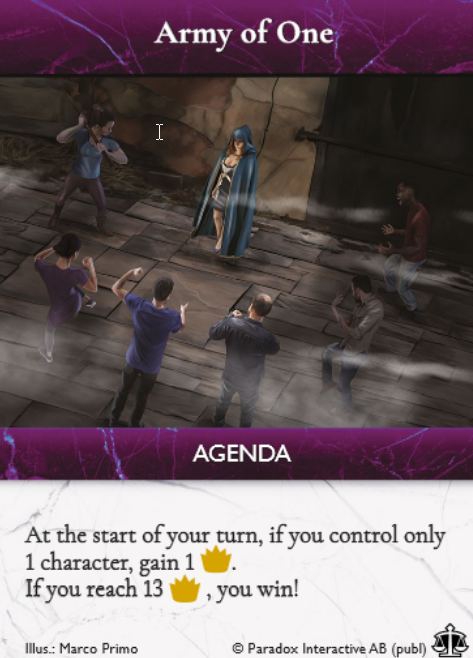 Army of One
AGENDA
At the start of your turn, if you control only
1 character, gain 1 .
If you reach 13 , you win!
Illus.: Marco Primo © Paradox Interactive AB (publ)